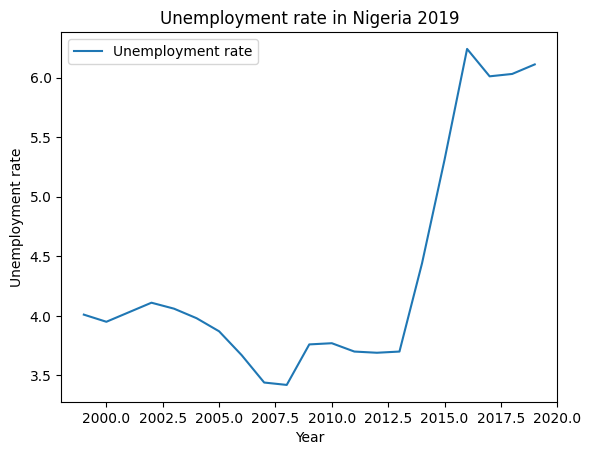 Unemployment rate in Nigeria 2019
Unemployment rate
6.0
5.5
5.0
4.5
4.0
3.5
Unemployment rate
2000.0 2002.5 2005.0 2007.5 2010.0 2012.5 2015.0 2017.5 2020.0
Year